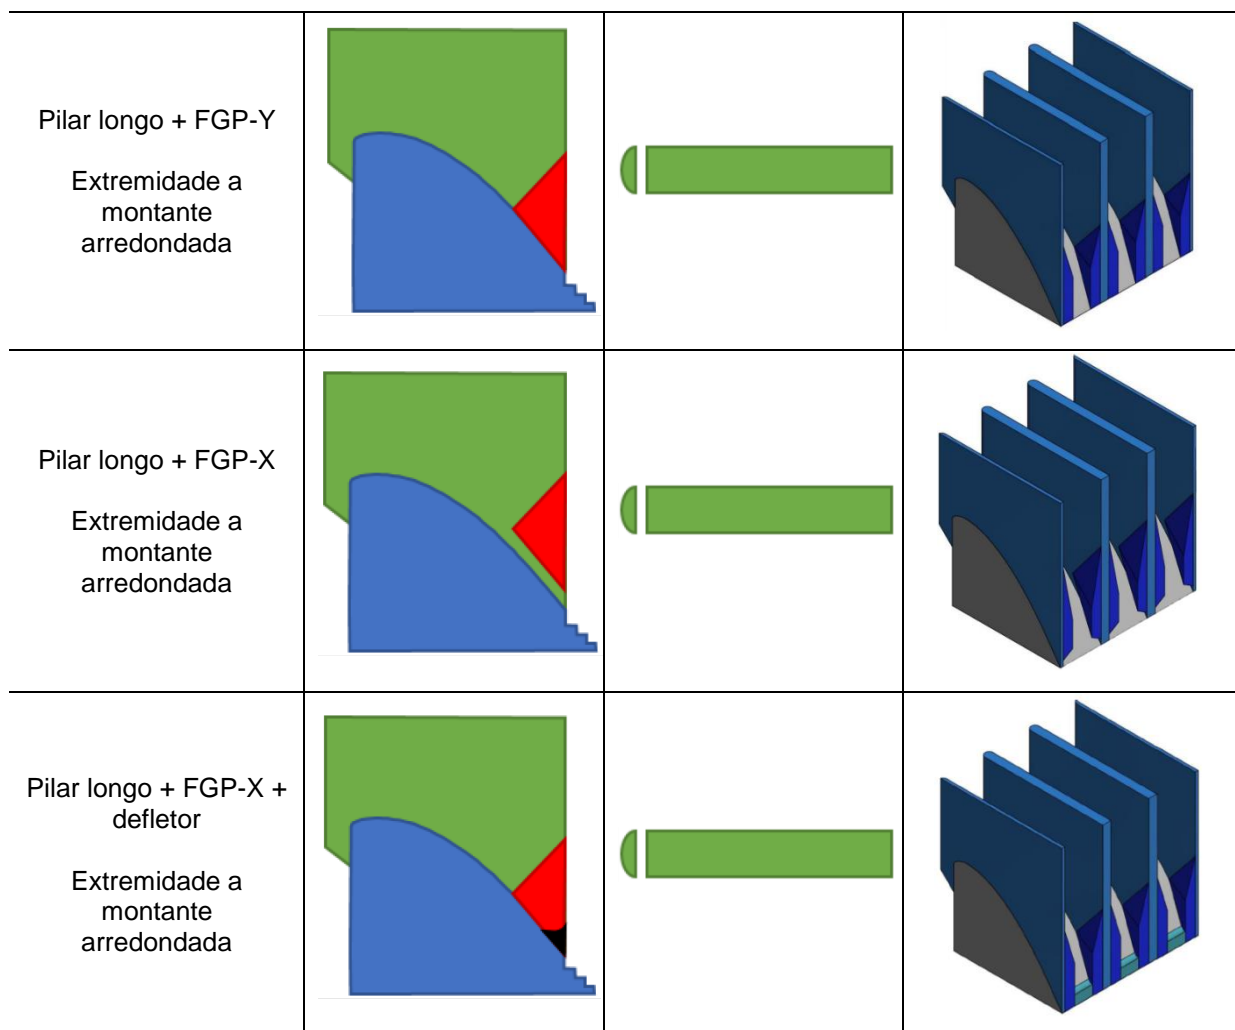 Pilar longo + FGP-Y
Extremidade a
montante
arredondada
Pilar longo + FGP-X
Extremidade a
montante
arredondada
Pilar longo + FGP-X +
defletor
Extremidade a
montante
arredondada